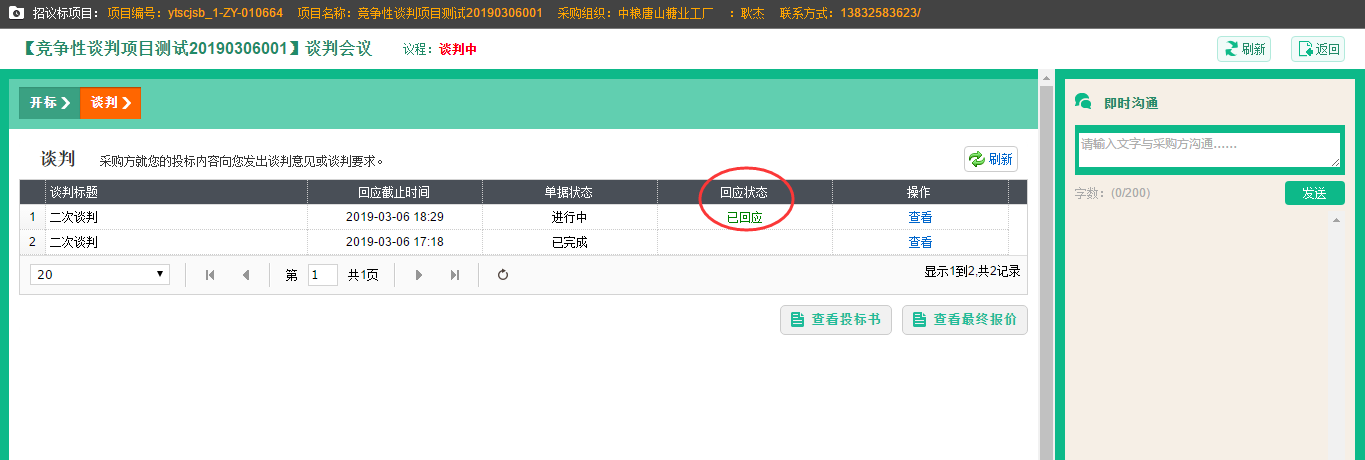 招议标项目: 项目编号: ytscjsb_1-ZY-010664 项目名称: 竞争性谈判项目测试20190306001 采购组织: 中粮唐山糖业工厂 : 耿杰 联系方式: 13832583623/
【竞争性谈判项目测试20190306001】谈判会议 议程: 谈判中 刷新 返回
开标 谈判
即时沟通
谈判 采购方就您的投标内容向您发出谈判意见或谈判要求。 刷新
请输入文字与采购方沟通......
字数: (0/200) 发送
谈判标题 回应截止时间 单据状态 回应状态 操作
1 二次谈判 2019-03-06 18:29 进行中 已回应 查看
2 二次谈判 2019-03-06 17:18 已完成 查看
20 第 1 共1页 显示1到2,共2记录
查看投标书 查看最终报价